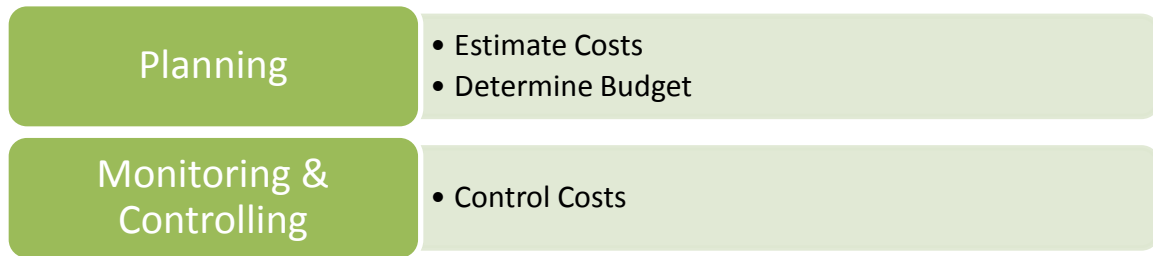 Planning
• Estimate Costs
• Determine Budget
Monitoring &
Controlling
• Control Costs